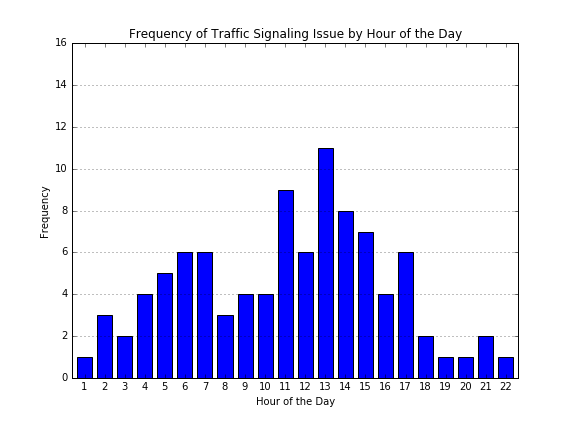 Frequency of Traffic Signaling Issue by Hour of the Day
16
14
12
10
8
6
4
2
0
Frequency
1 2 3 4 5 6 7 8 9 10 11 12 13 14 15 16 17 18 19 20 21 22
Hour of the Day